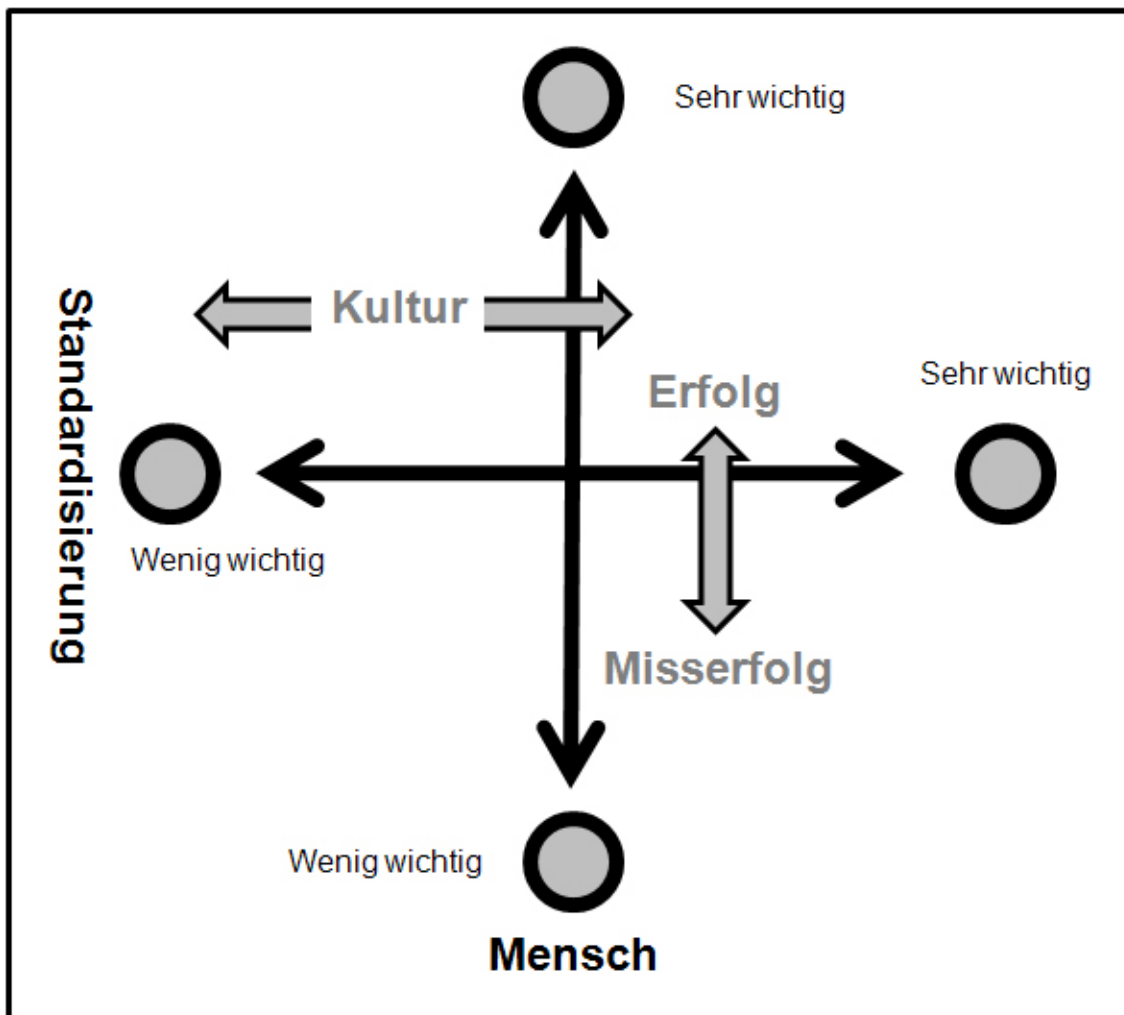 Sehr wichtig
Kultur
Standardisierung
Sehr wichtig
Erfolg
Wenig wichtig
Misserfolg
Wenig wichtig
Mensch